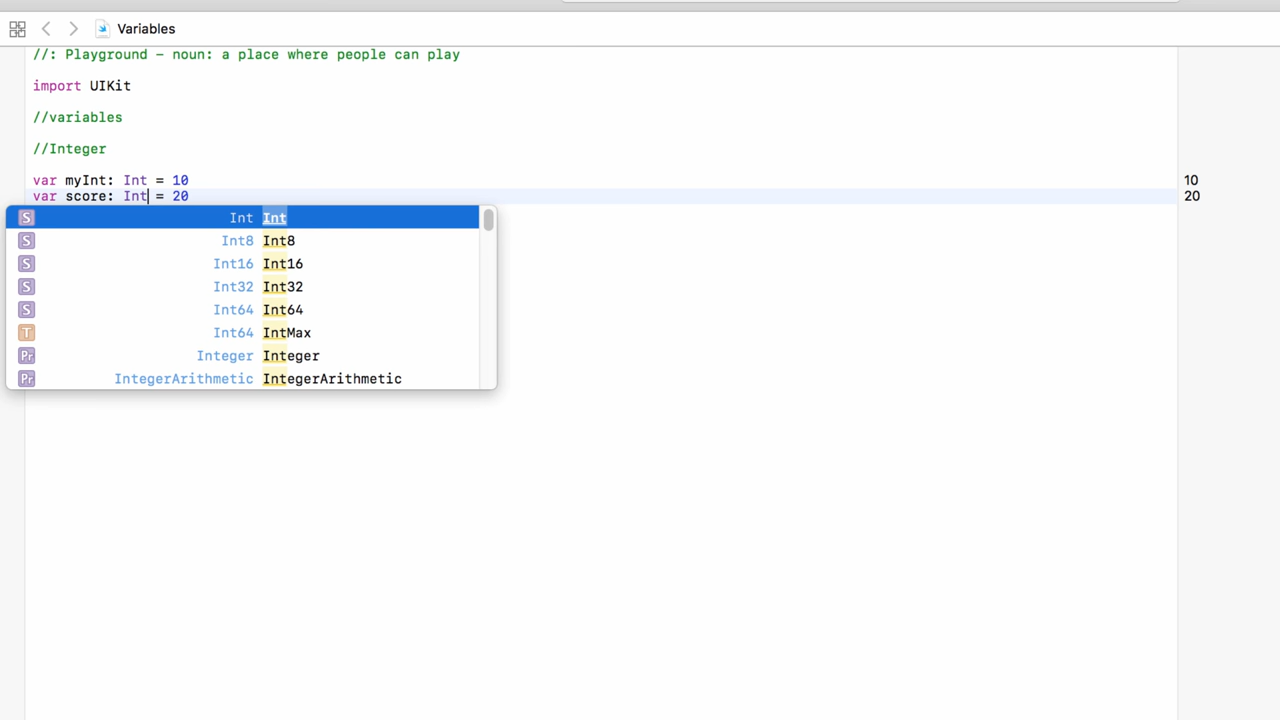 Variables
//: Playground – noun: a place where people can play
import UIKit
//variables
//Integer
var myInt: Int = 10
10
var score: Int = 20
20
S Int Int
S Int8 Int8
S Int16 Int16
S Int32 Int32
S Int64 Int64
T Int64 IntMax
Pr Integer Integer
Pr IntegerArithmetic IntegerArithmetic